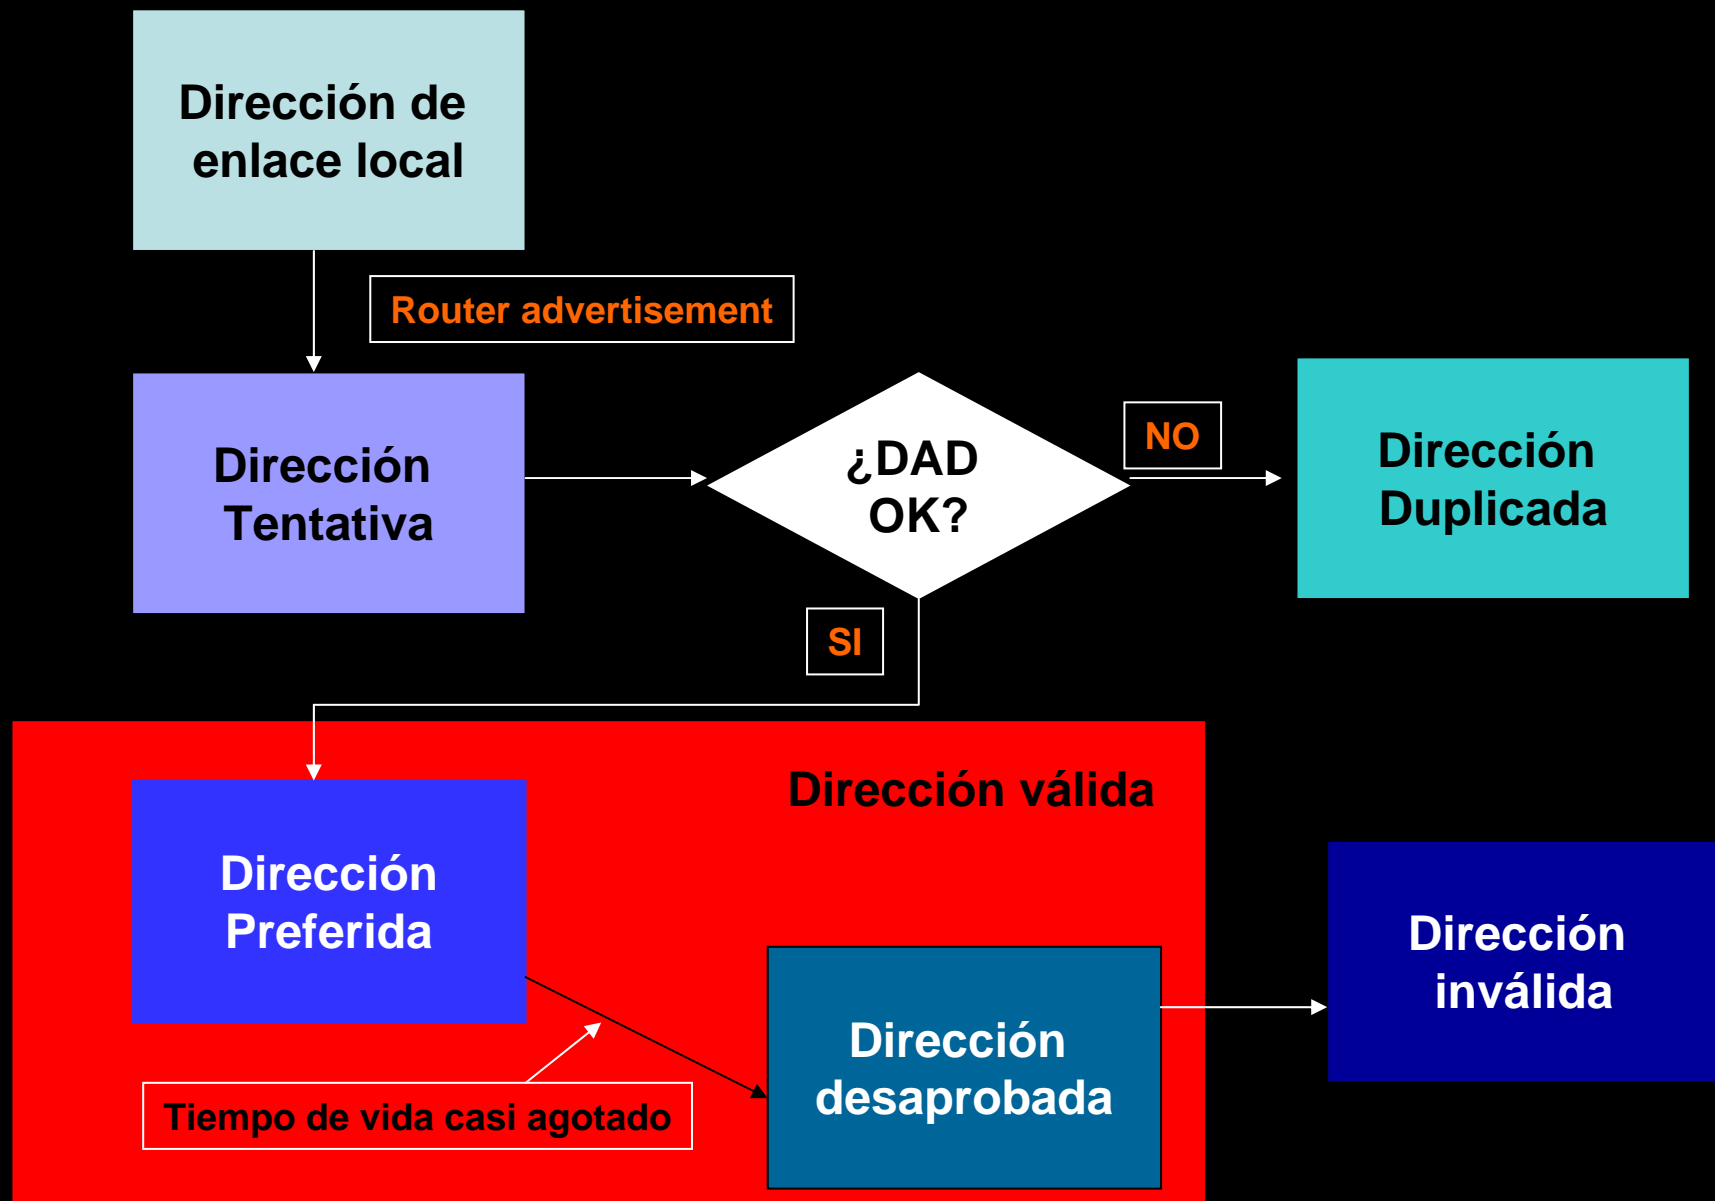 Dirección de
enlace local
Router advertisement
Dirección
Tentativa
¿DAD
OK?
NO
Dirección
Duplicada
SI
Dirección válida
Dirección
Preferida
Dirección
inválida
Dirección
desaprobada
Tiempo de vida casi agotado